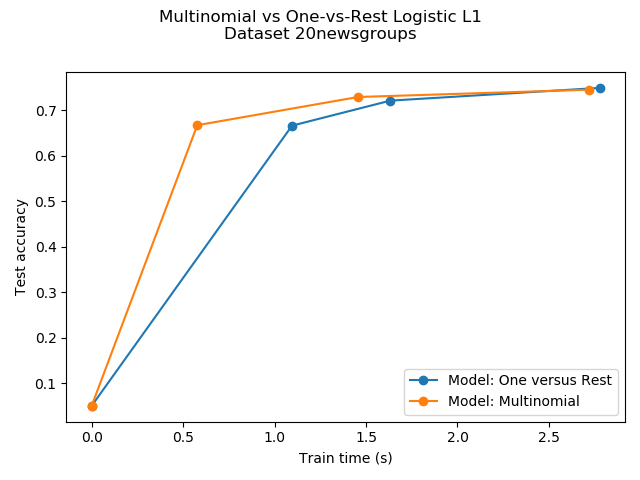 Multinomial vs One-vs-Rest Logistic L1
Dataset 20newsgroups
Test accuracy
0.7
0.6
0.5
0.4
0.3
0.2
0.1
0.0
0.5
1.0
1.5
2.0
2.5
Train time (s)
Model: One versus Rest
Model: Multinomial